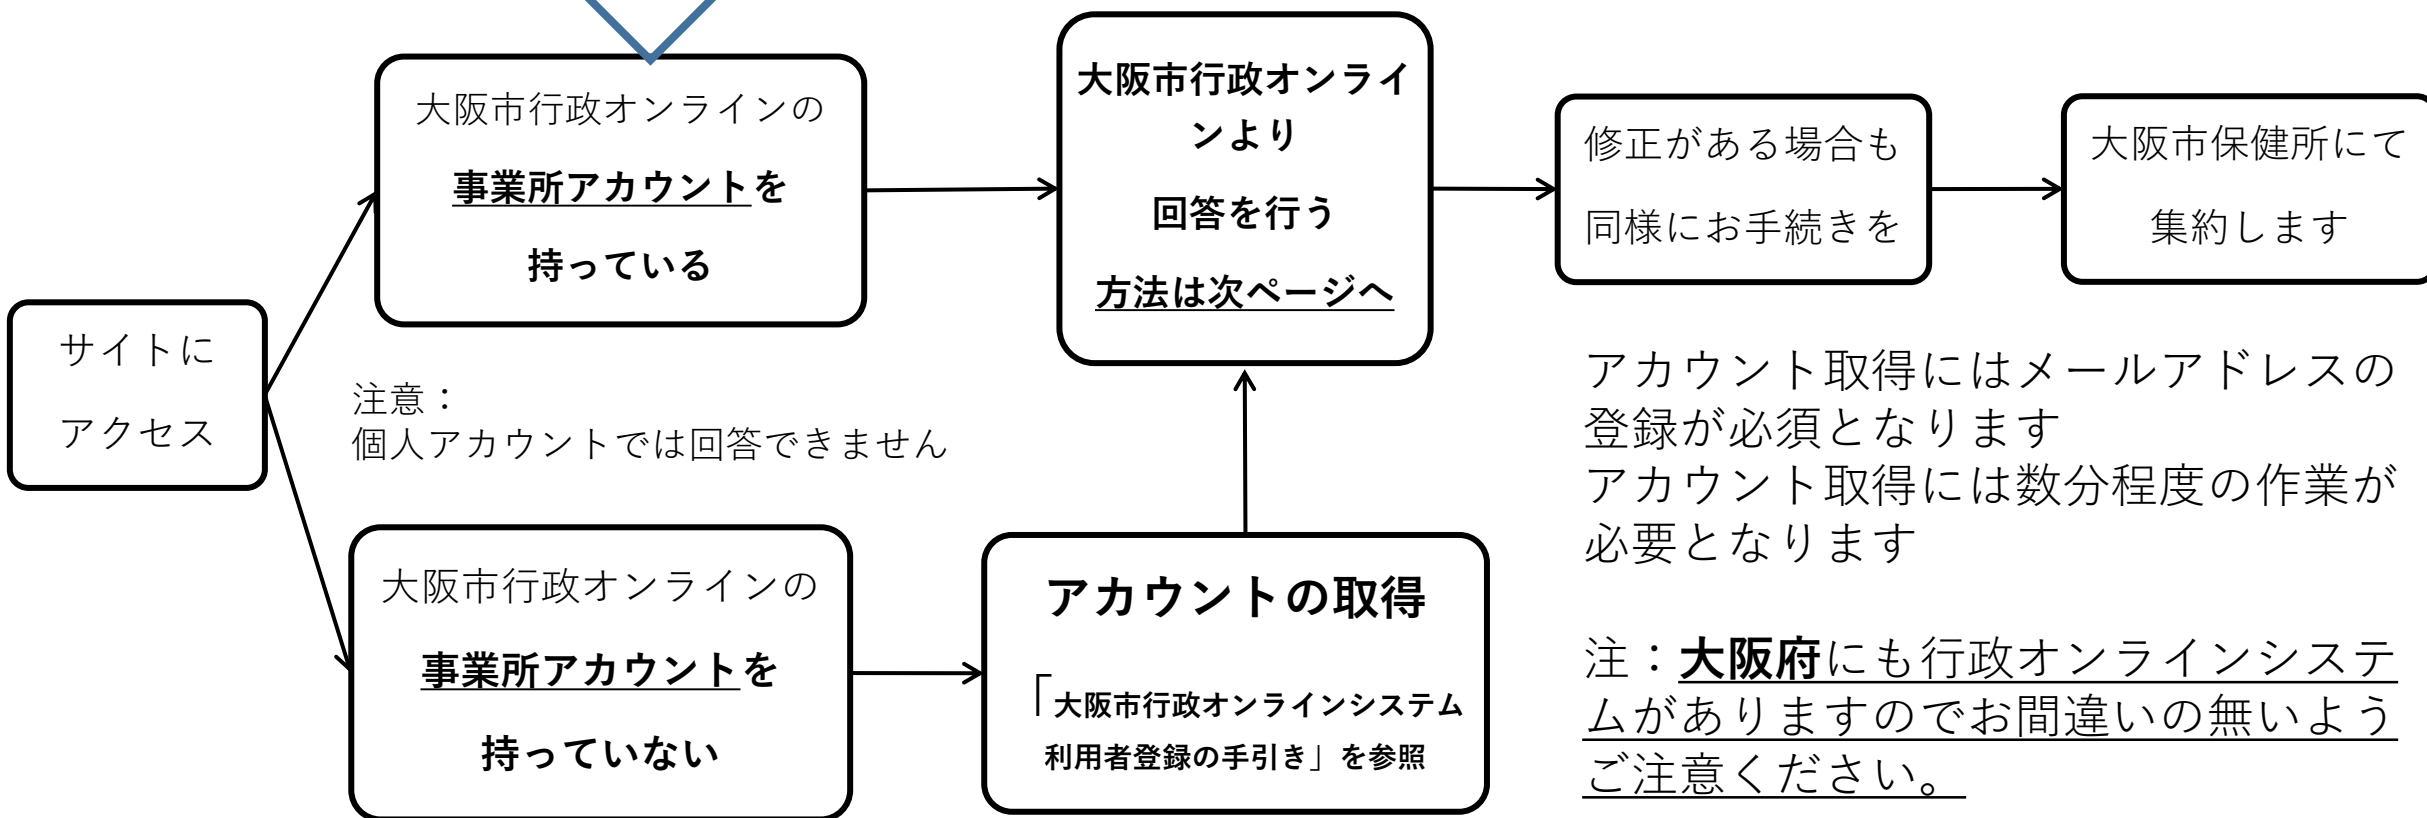 サイトに
アクセス
大阪市行政オンラインの
事業所アカウントを
持っている
注意：
個人アカウントでは回答できません
大阪市行政オンラインの
事業所アカウントを
持っていない
アカウントの取得
「大阪市行政オンラインシステム
利用者登録の手引き」を参照
大阪市行政オンライ
ンより
回答を行う
方法は次ページへ
修正がある場合も
同様にお手続きを
大阪市保健所にて
集約します
アカウント取得にはメールアドレスの
登録が必須となります
アカウント取得には数分程度の作業が
必要となります
注：大阪府にも行政オンラインシステ
ムがありますのでお間違いの無いよう
ご注意ください。